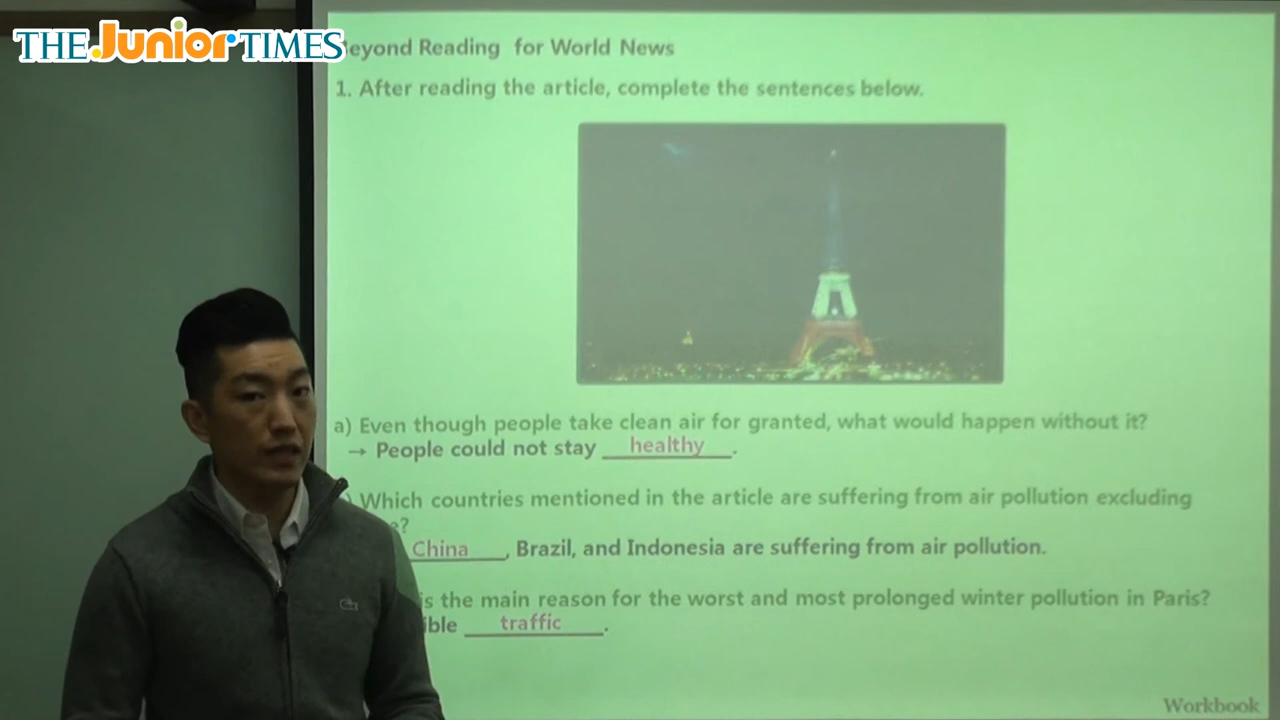 THE Junior TIMES
eyond Reading for World News
1. After reading the article, complete the sentences below.
a) Even though people take clean air for granted, what would happen without it?
→ People could not stay healthy.
Which countries mentioned in the article are suffering from air pollution excluding
e?
China, Brazil, and Indonesia are suffering from air pollution.
is the main reason for the worst and most prolonged winter pollution in Paris?
ible traffic.
Workbook